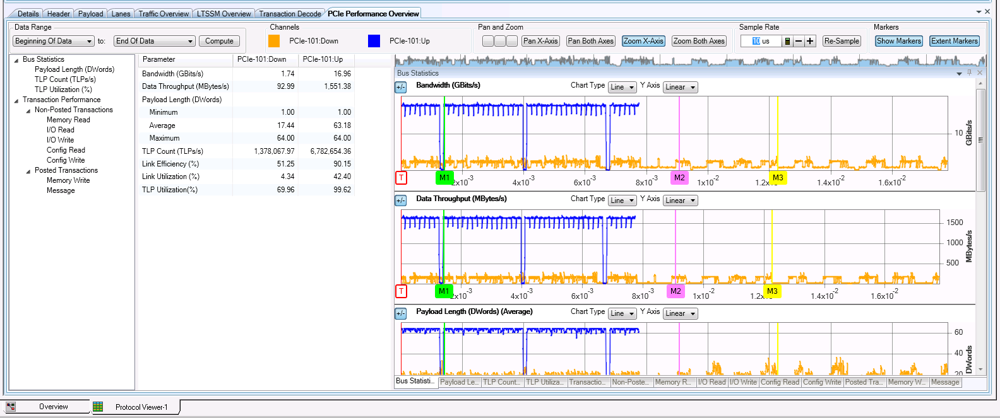 Details Header Payload Lanes Traffic Overview LTSSM Overview Transaction Decode PCIe Performance Overview
Data Range
Beginning Of Data to: End Of Data Compute
Channels
PCIe-101:Down PCIe-101:Up
Pan and Zoom
Pan X-Axis Pan Both Axes Zoom X-Axis Zoom Both Axes
Sample Rate
10 us Re-Sample
Markers
Show Markers Extent Markers
Bus Statistics
Payload Length (DWords)
TLP Count (TLPs/s)
TLP Utilization (%)
Transaction Performance
Non-Posted Transactions
Memory Read
I/O Read
I/O Write
Config Read
Config Write
Posted Transactions
Memory Write
Message
Parameter PCIe-101:Down PCIe-101:Up
Bandwidth (GBits/s) 1.74 16.96
Data Throughput (MBytes/s) 92.99 1,551.38
Payload Length (DWords)
Minimum 1.00 1.00
Average 17.44 63.18
Maximum 64.00 64.00
TLP Count (TLPs/s) 1,378,067.97 6,782,654.36
Link Efficiency (%) 51.25 90.15
Link Utilization (%) 4.34 42.40
TLP Utilization(%) 69.96 99.62
Bus Statistics
+/- Bandwidth (GBits/s) Chart Type Line Y Axis Linear
10
GBits/s
T M1 2x10-3 4x10-3 6x10-3 8x10-3 M2 1x10-2 1.2x M3 1.4x10-2 1.6x10-2
+/- Data Throughput (MBytes/s) Chart Type Line Y Axis Linear
1500
1000
500
MBytes/s
T M1 2x10-3 4x10-3 6x10-3 8x10-3 M2 1x10-2 1.2x M3 1.4x10-2 1.6x10-2
+/- Payload Length (DWords) (Average) Chart Type Line Y Axis Linear
60
40
20
DWords
Bus Statisti... Payload Le... TLP Count... TLP Utiliza... Transactio... Non-Poste... Memory R... I/O Read I/O Write Config Read Config Write Posted Tra... Memory W... Message
Overview Protocol Viewer-1